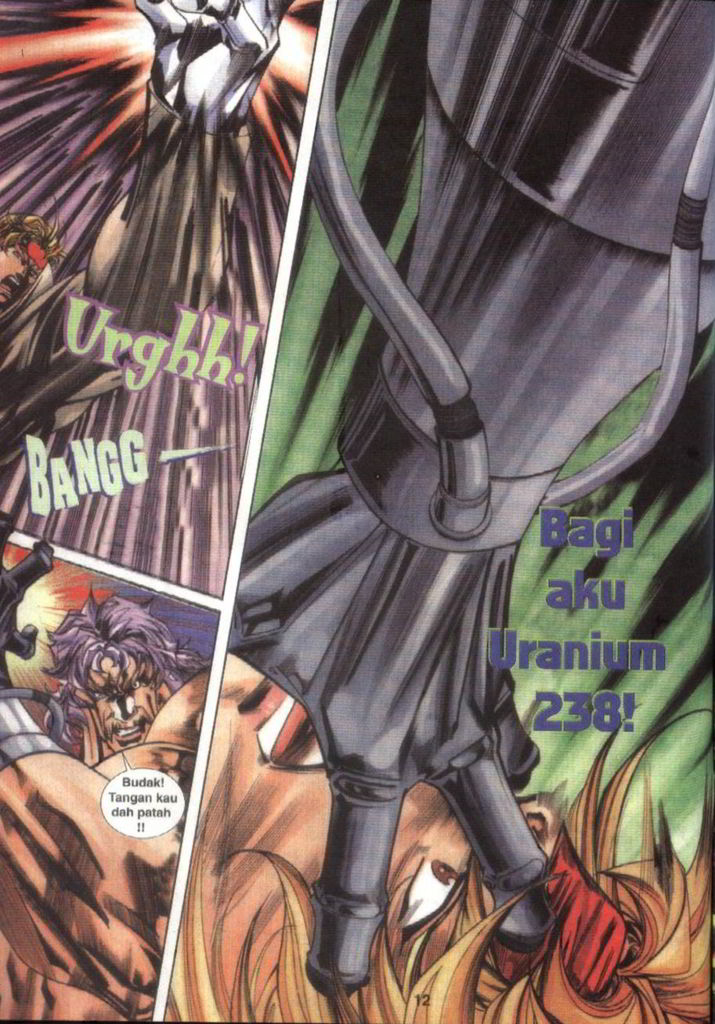 Urghh!
BANGG
Budak!
Tangan kau
dah patah
!!
Bagi
aku
Uranium
238!
12